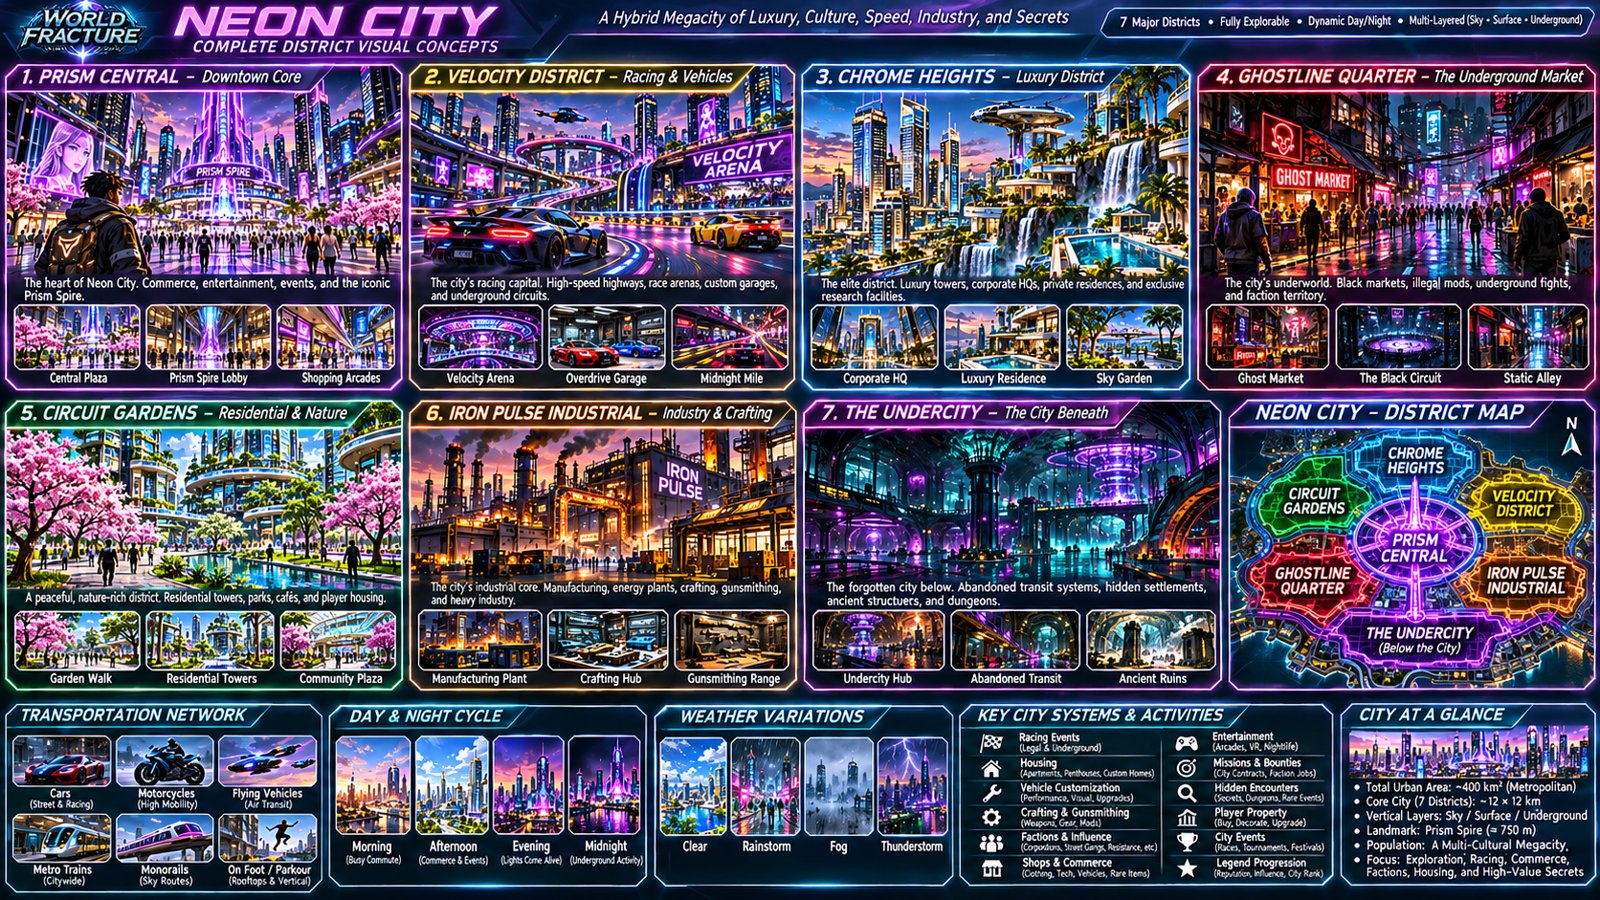 WORLD
FRACTURE
NEON CITY
COMPLETE DISTRICT VISUAL CONCEPTS
A Hybrid Megacity of Luxury, Culture, Speed, Industry, and Secrets
7 Major Districts • Fully Explorable • Dynamic Day/Night • Multi-Layered (Sky • Surface • Underground)
1. PRISM CENTRAL – Downtown Core
PRISM SPIRE
The heart of Neon City. Commerce, entertainment, events, and the iconic
Prism Spire.
Central Plaza
Prism Spire Lobby
Shopping Arcades
2. VELOCITY DISTRICT – Racing & Vehicles
VELOCITY
ARENA
The city's racing capital. High-speed highways, race arenas, custom garages,
and underground circuits.
Velocity Arena
Overdrive Garage
Midnight Mile
3. CHROME HEIGHTS – Luxury District
The elite district. Luxury towers, corporate HQs, private residences, and exclusive
research facilities.
Corporate HQ
Luxury Residence
Sky Garden
4. GHOSTLINE QUARTER – The Underground Market
GHOST MARKET
The city's underworld. Black markets, illegal mods, underground fights,
and faction territory.
Ghost Market
The Black Circuit
Static Alley
5. CIRCUIT GARDENS – Residential & Nature
A peaceful, nature-rich district. Residential towers, parks, cafés, and player housing.
Garden Walk
Residential Towers
Community Plaza
6. IRON PULSE INDUSTRIAL – Industry & Crafting
IRON
PULSE
The city's industrial core. Manufacturing, energy plants, crafting, gunsmithing,
and heavy industry.
Manufacturing Plant
Crafting Hub
Gunsmithing Range
7. THE UNDERCITY – The City Beneath
The forgotten city below. Abandoned transit systems, hidden settlements,
ancient structuers, and dungeons.
Undercity Hub
Abandoned Transit
Ancient Ruins
NEON CITY – DISTRICT MAP
N
CHROME
HEIGHTS
CIRCUIT
GARDENS
VELOCITY
DISTRICT
PRISM
CENTRAL
GHOSTLINE
QUARTER
IRON PULSE
INDUSTRIAL
THE UNDERCITY
(Below the City)
TRANSPORTATION NETWORK
Cars
(Street & Racing)
Motorcycles
(High Mobility)
Flying Vehicles
(Air Transit)
Metro Trains
(Citywide)
Monorails
(Sky Routes)
On Foot / Parkour
(Rooftops & Vertical)
DAY & NIGHT CYCLE
Morning
(Busy Commute)
Afternoon
(Commerce & Events)
Evening
(Lights Come Alive)
Midnight
(Underground Activity)
WEATHER VARIATIONS
Clear
Rainstorm
Fog
Thunderstorm
KEY CITY SYSTEMS & ACTIVITIES
Racing Events
(Legal & Underground)
Housing
(Apartments, Penthouses, Custom Homes)
Vehicle Customization
(Performance, Visual, Upgrades)
Crafting & Gunsmithing
(Weapons, Gear, Mods)
Factions & Influence
(Corporations, Street Gangs, Resistance, etc)
Shops & Commerce
(Clothing, Tech, Vehicles, Rare Items)
Entertainment
(Arcades, VR, Nightlife)
Missions & Bounties
(City Contracts, Faction Jobs)
Hidden Encounters
(Secrets, Dungeons, Rare Events)
Player Property
(Buy, Decorate, Upgrade)
City Events
(Races, Tournaments, Festivals)
Legend Progression
(Reputation, Influence, City Rank)
CITY AT A GLANCE
• Total Urban Area: ~400 km² (Metropolitan)
• Core City (7 Districts): ~12 × 12 km
• Vertical Layers: Sky / Surface / Underground
• Landmark: Prism Spire (≈ 750 m)
• Population: A Multi-Cultural Megacity,
• Focus: Exploration, Racing, Commerce,
Factions, Housing, and High-Value Secrets